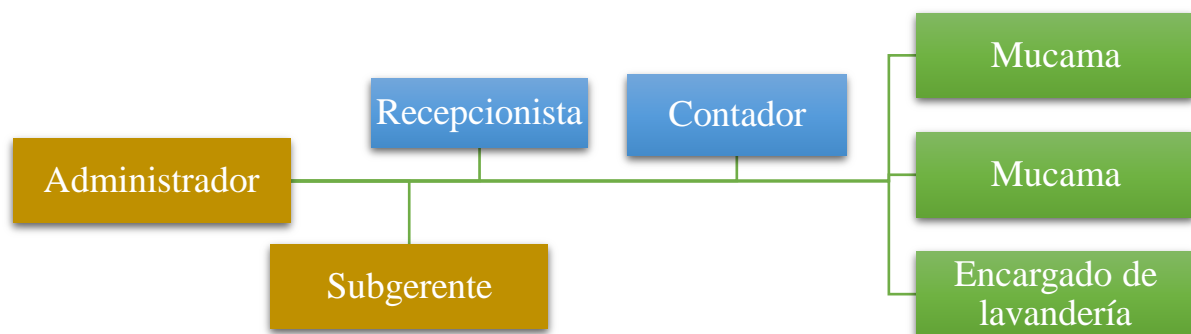 Administrador
Subgerente
Recepcionista
Contador
Mucama
Mucama
Encargado de
lavandería